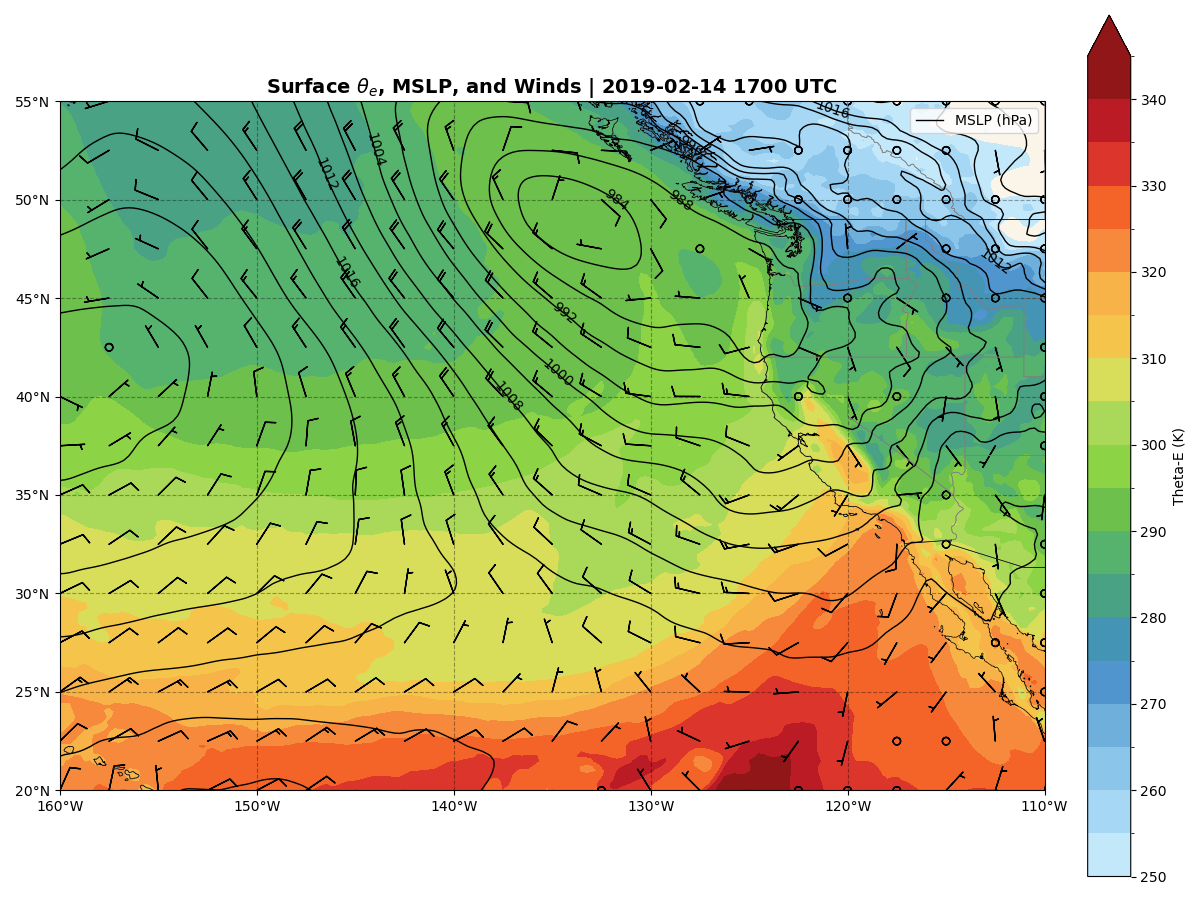 Surface θe, MSLP, and Winds | 2019-02-14 1700 UTC
MSLP (hPa)
55°N
50°N
45°N
40°N
35°N
30°N
25°N
20°N
160°W
150°W
140°W
130°W
120°W
110°W
1016
1004
1012
984
988
1016
1012
992
1000
1008
340
330
320
310
300
290
280
270
260
250
Theta-E (K)